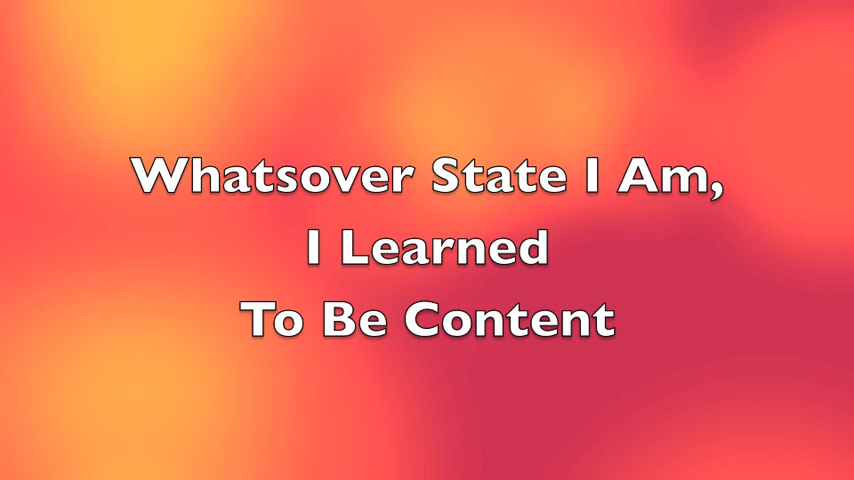 Whatsover State I Am,
I Learned
To Be Content